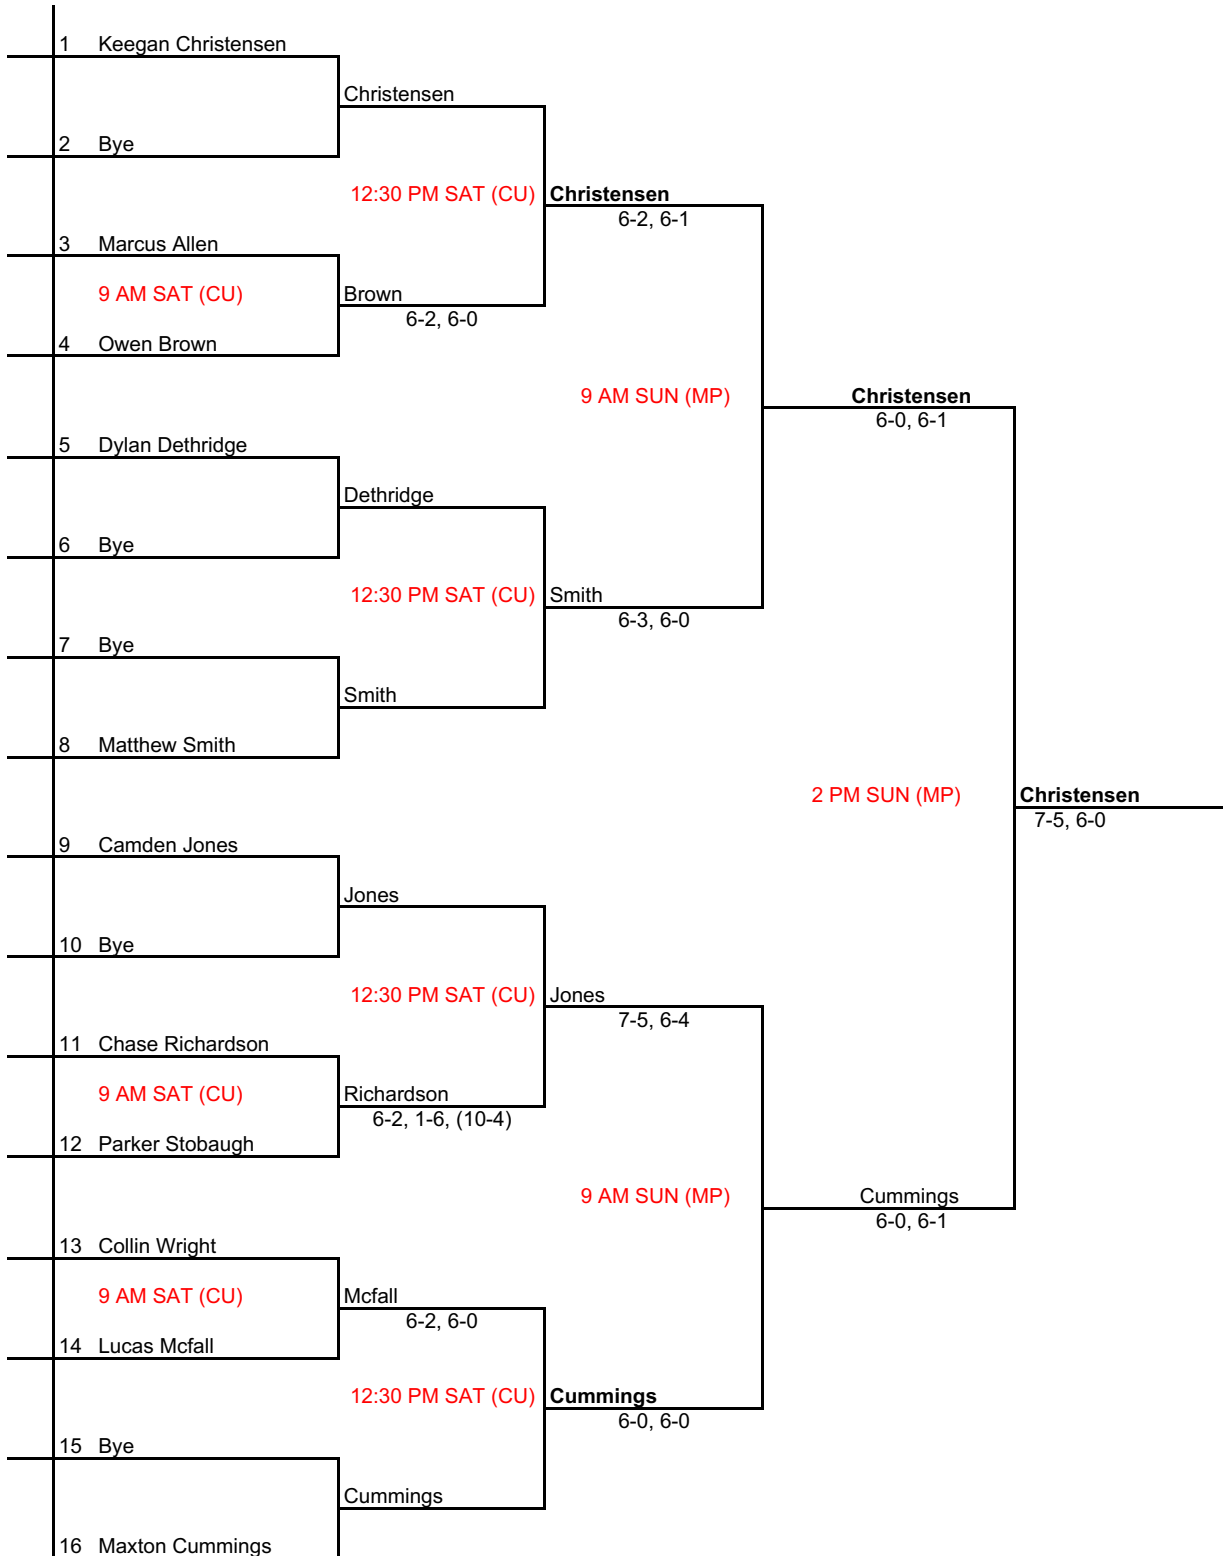 1 Keegan Christensen
Christensen
2 Bye
12:30 PM SAT (CU) Christensen
6-2, 6-1
3 Marcus Allen
9 AM SAT (CU) Brown
6-2, 6-0
4 Owen Brown
9 AM SUN (MP) Christensen
6-0, 6-1
5 Dylan Dethridge
Dethridge
6 Bye
12:30 PM SAT (CU) Smith
6-3, 6-0
7 Bye
Smith
8 Matthew Smith
2 PM SUN (MP) Christensen
7-5, 6-0
9 Camden Jones
Jones
10 Bye
12:30 PM SAT (CU) Jones
7-5, 6-4
11 Chase Richardson
9 AM SAT (CU) Richardson
6-2, 1-6, (10-4)
12 Parker Stobaugh
9 AM SUN (MP) Cummings
6-0, 6-1
13 Collin Wright
9 AM SAT (CU) Mcfall
6-2, 6-0
14 Lucas Mcfall
12:30 PM SAT (CU) Cummings
6-0, 6-0
15 Bye
Cummings
16 Maxton Cummings